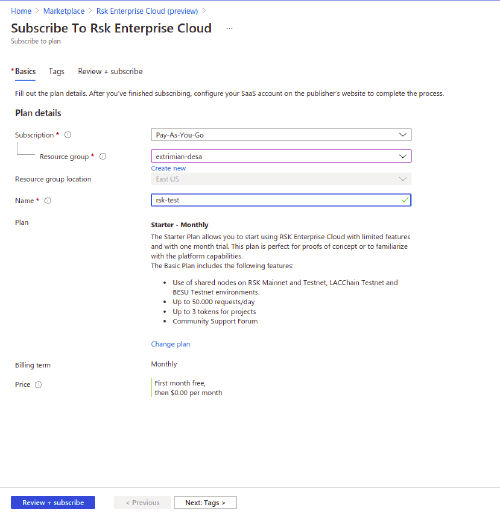 Home > Marketplace > Rsk Enterprise Cloud (preview) >
Subscribe To Rsk Enterprise Cloud ...
Subscribe to plan
* Basics Tags Review + subscribe
Fill out the plan details. After you've finished subscribing, configure your SaaS account on the publisher's website to complete the process.
Plan details
Subscription * Pay-As-You-Go
Resource group * extrimian-desa
Create new
Resource group location East US
Name * rsk-test
Plan
Starter - Monthly
The Starter Plan allows you to start using RSK Enterprise Cloud with limited features
and with one month trial. This plan is perfect for proofs of concept or to familiarize
with the platform capabilities.
The Basic Plan includes the following features:
• Use of shared nodes on RSK Mainnet and Testnet, LACChain Testnet and
BESU Testnet environments.
• Up to 50.000 requests/day
• Up to 3 tokens for projects
• Community Support Forum
Change plan
Billing term Monthly
Price First month free,
then $0.00 per month
Review + subscribe < Previous Next: Tags >